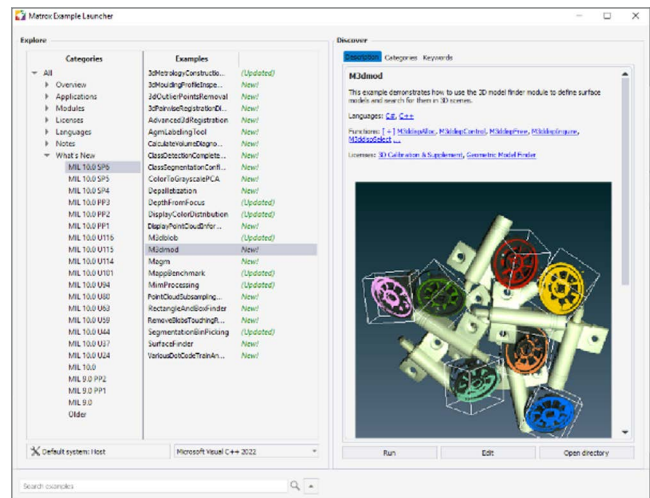 Matrox Example Launcher
Explore
Categories
All
Overview
Applications
Modules
Licenses
Languages
Notes
What's New
MIL 10.0 SP6
MIL 10.0 SP5
MIL 10.0 SP4
MIL 10.0 PP3
MIL 10.0 PP2
MIL 10.0 PP1
MIL 10.0 U116
MIL 10.0 U115
MIL 10.0 U114
MIL 10.0 U101
MIL 10.0 U94
MIL 10.0 U80
MIL 10.0 U63
MIL 10.0 U59
MIL 10.0 U44
MIL 10.0 U37
MIL 10.0 U24
MIL 10.0
MIL 9.0 PP2
MIL 9.0 PP1
MIL 9.0
Older
Examples
3dMetrologyConstructio... (Updated)
3dMouldingProfileInspe... New!
3dOutlierPointsRemoval New!
3dPairwiseRegistrationDi... New!
Advanced3dRegistration New!
AgmLabelingTool New!
CalculateVolumeDiagno... New!
ClassDetectionComplete... New!
ClassSegmentationConfi... New!
ColorToGrayscalePCA New!
Depalletization New!
DepthFromFocus (Updated)
DisplayColorDistribution (Updated)
DisplayPointCloudInfor... New!
M3dblob (Updated)
M3dmod New!
Magm New!
MappBenchmark (Updated)
MimProcessing (Updated)
PointCloudSubsampling... New!
RectangleAndBoxFinder New!
RemoveBlobsTouchingR... New!
SegmentationBinPicking (Updated)
SurfaceFinder New!
VariousDotCodeTrainAn... New!
Default system: Host
Microsoft Visual C++ 2022
Search examples
Discover
Description Categories Keywords
M3dmod
This example demonstrates how to use the 3D model finder module to define surface
models and search for them in 3D scenes.
Languages: C#, C++
Functions: [ + ] M3ddispAlloc, M3ddispControl, M3ddispFree, M3ddispInquire,
M3ddispSelect ...
Licenses: 3D Calibration & Supplement, Geometric Model Finder
Run
Edit
Open directory